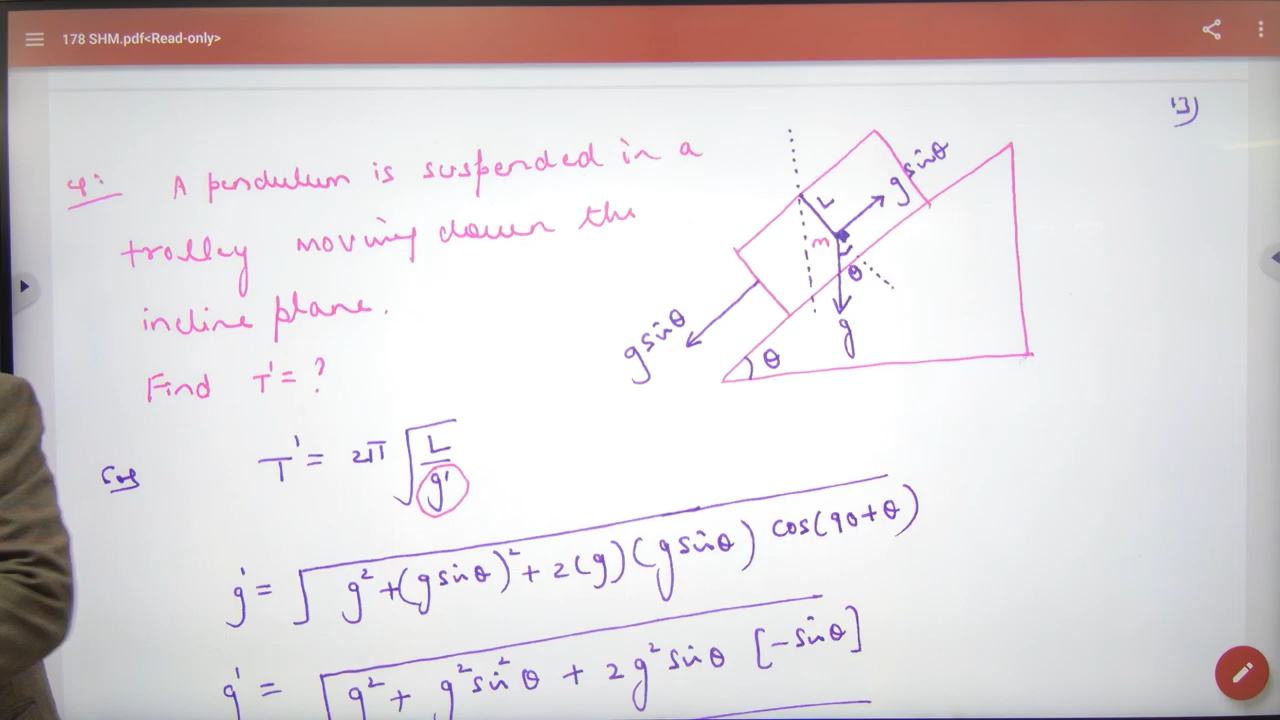 178 SHM.pdf<Read-only>
13)
Q: A pendulum is suspended in a
trolley moving down the
incline plane.
Find T' = ?
L
g sinθ
m
θ
g sinθ
g
θ
Sol T' = 2π √(L/g')
g' = √(g² + (g sinθ)² + 2(g)(g sinθ) cos(90+θ))
g' = √(g² + g² sin²θ + 2g² sinθ [-sinθ]